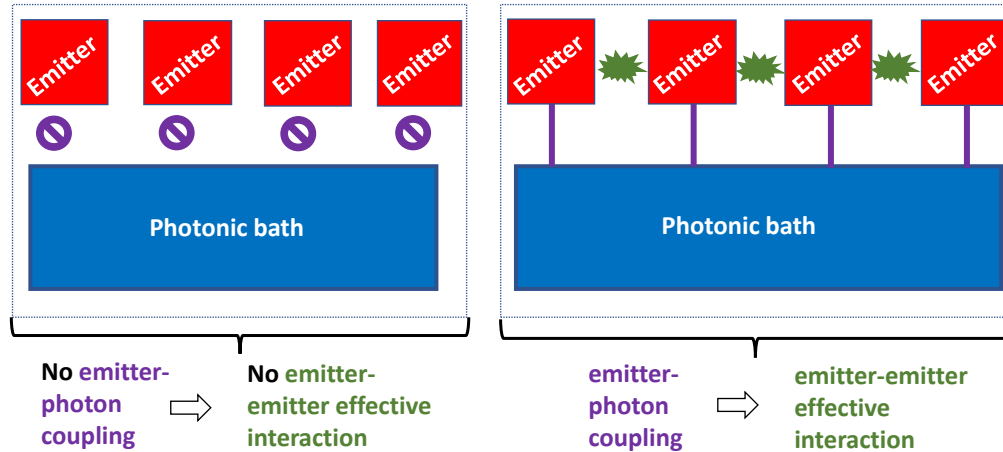 Emitter
Emitter
Emitter
Emitter
Photonic bath
No emitter-
photon
coupling
No emitter-
emitter effective
interaction
Emitter
Emitter
Emitter
Emitter
Photonic bath
emitter-
photon
coupling
emitter-emitter
effective
interaction